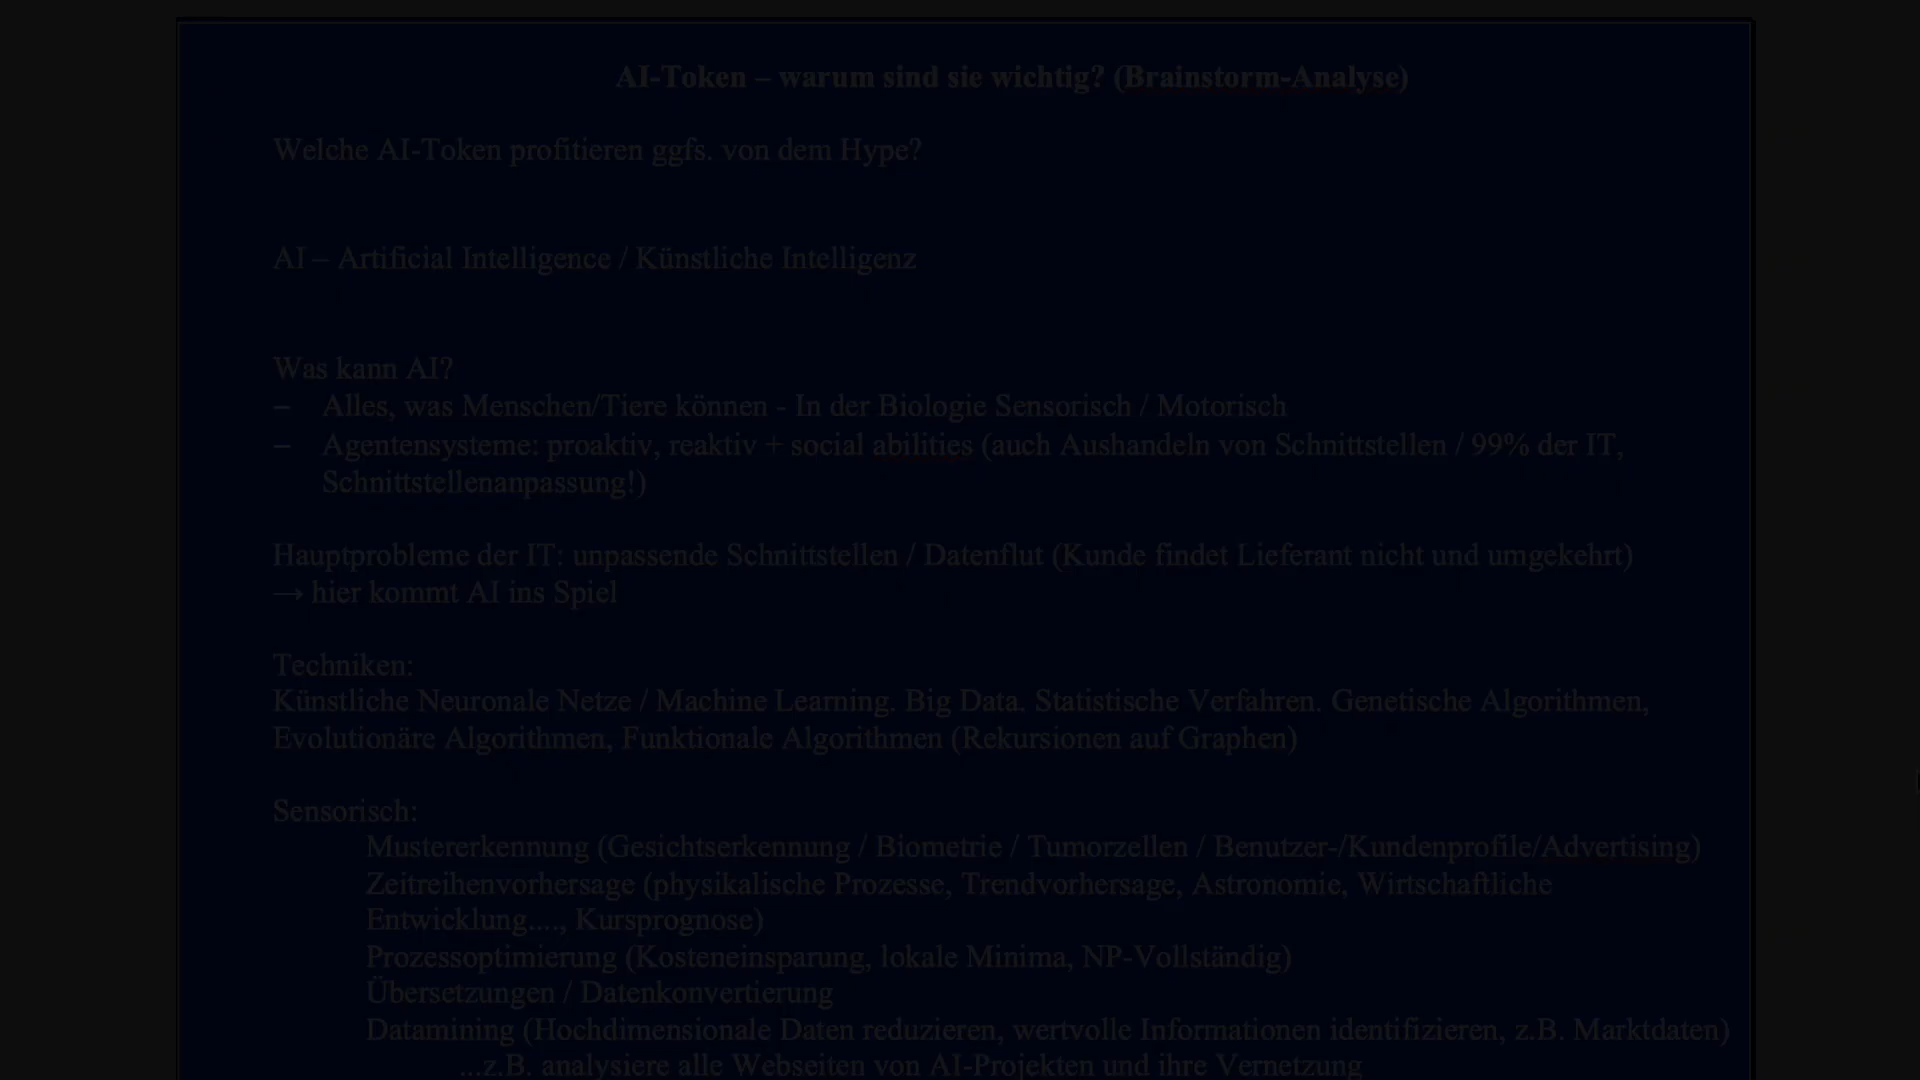 AI-Token – warum sind sie wichtig? (Brainstorm-Analyse)
Welche AI-Token profitieren ggfs. von dem Hype?
AI – Artificial Intelligence / Künstliche Intelligenz
Was kann AI?
– Alles, was Menschen/Tiere können - In der Biologie Sensorisch / Motorisch
– Agentensysteme: proaktiv, reaktiv + social abilities (auch Aushandeln von Schnittstellen / 99% der IT,
Schnittstellenanpassung!)
Hauptprobleme der IT: unpassende Schnittstellen / Datenflut (Kunde findet Lieferant nicht und umgekehrt)
→ hier kommt AI ins Spiel
Techniken:
Künstliche Neuronale Netze / Machine Learning. Big Data. Statistische Verfahren. Genetische Algorithmen,
Evolutionäre Algorithmen, Funktionale Algorithmen (Rekursionen auf Graphen)
Sensorisch:
Mustererkennung (Gesichtserkennung / Biometrie / Tumorzellen / Benutzer-/Kundenprofile/Advertising)
Zeitreihenvorhersage (physikalische Prozesse, Trendvorhersage, Astronomie, Wirtschaftliche
Entwicklung...., Kursprognose)
Prozessoptimierung (Kosteneinsparung, lokale Minima, NP-Vollständig)
Übersetzungen / Datenkonvertierung
Datamining (Hochdimensionale Daten reduzieren, wertvolle Informationen identifizieren, z.B. Marktdaten)
...z.B. analysiere alle Webseiten von AI-Projekten und ihre Vernetzung